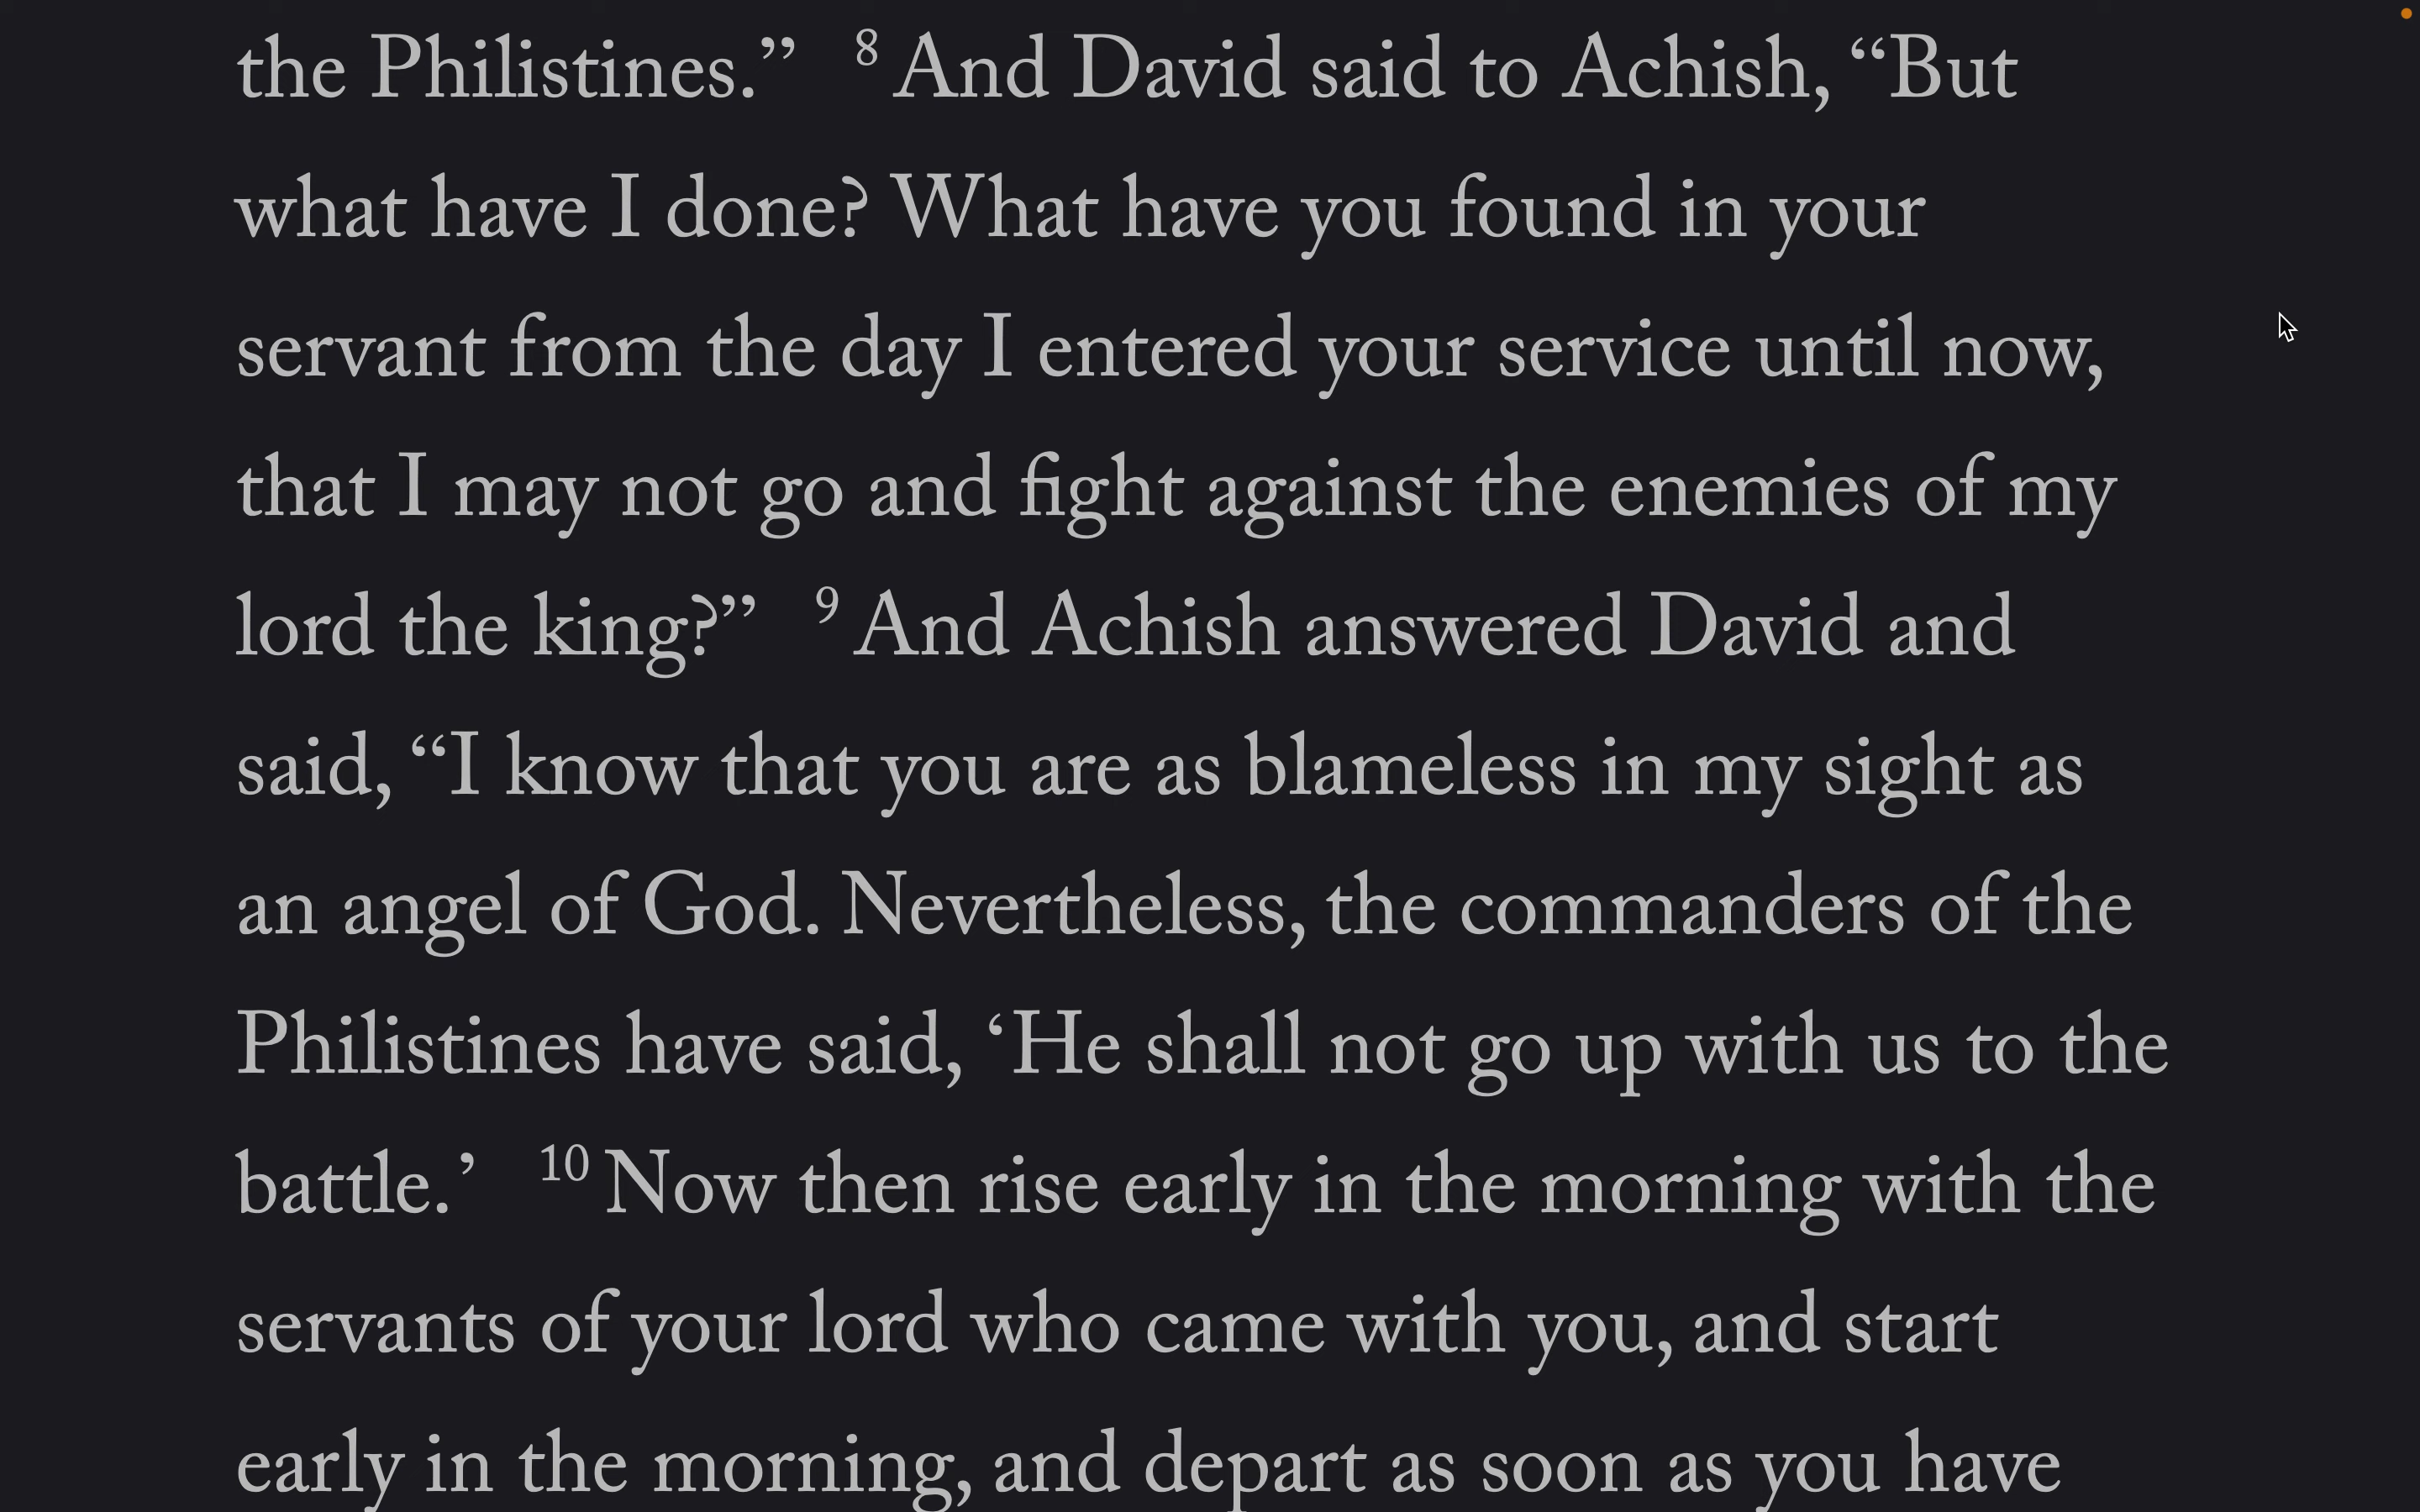 the Philistines.” 8 And David said to Achish, “But
what have I done? What have you found in your
servant from the day I entered your service until now,
that I may not go and fight against the enemies of my
lord the king?” 9 And Achish answered David and
said, “I know that you are as blameless in my sight as
an angel of God. Nevertheless, the commanders of the
Philistines have said, ‘He shall not go up with us to the
battle.’ 10 Now then rise early in the morning with the
servants of your lord who came with you, and start
early in the morning, and depart as soon as you have